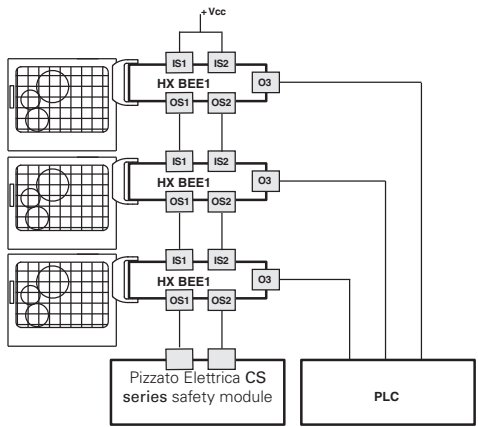 + Vcc
IS1 IS2
HX BEE1
O3
OS1 OS2
IS1 IS2
HX BEE1
O3
OS1 OS2
IS1 IS2
HX BEE1
O3
OS1 OS2
Pizzato Elettrica CS
series safety module
PLC